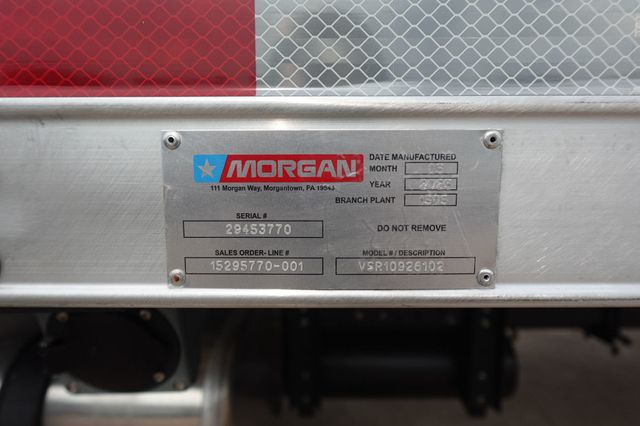 MORGAN
111 Morgan Way, Morgantown, PA 19543
DATE MANUFACTURED
MONTH
YEAR
BRANCH PLANT
SERIAL #
29453770
DO NOT REMOVE
SALES ORDER- LINE #
15295770-001
MODEL # / DESCRIPTION
VSR10926102